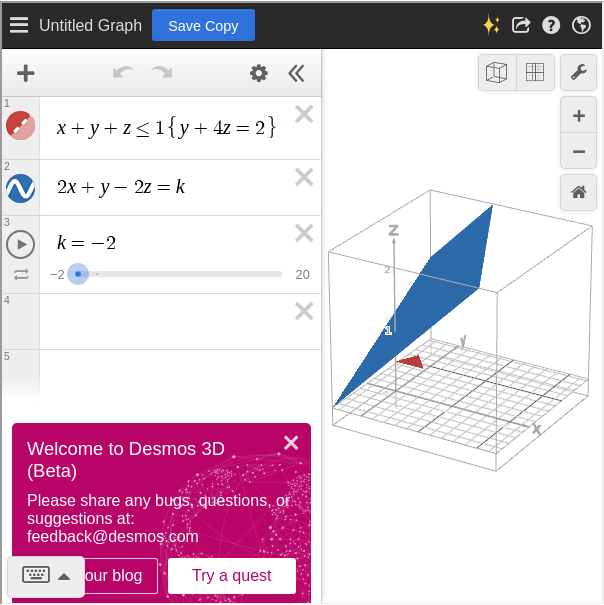 Untitled Graph Save Copy
1
x + y + z ≤ 1 {y + 4z = 2}
2
2x + y − 2z = k
3
k = −2
−2 20
4
5
z
2
1
y
x
Welcome to Desmos 3D
(Beta)
Please share any bugs, questions, or
suggestions at:
feedback@desmos.com
our blog Try a quest